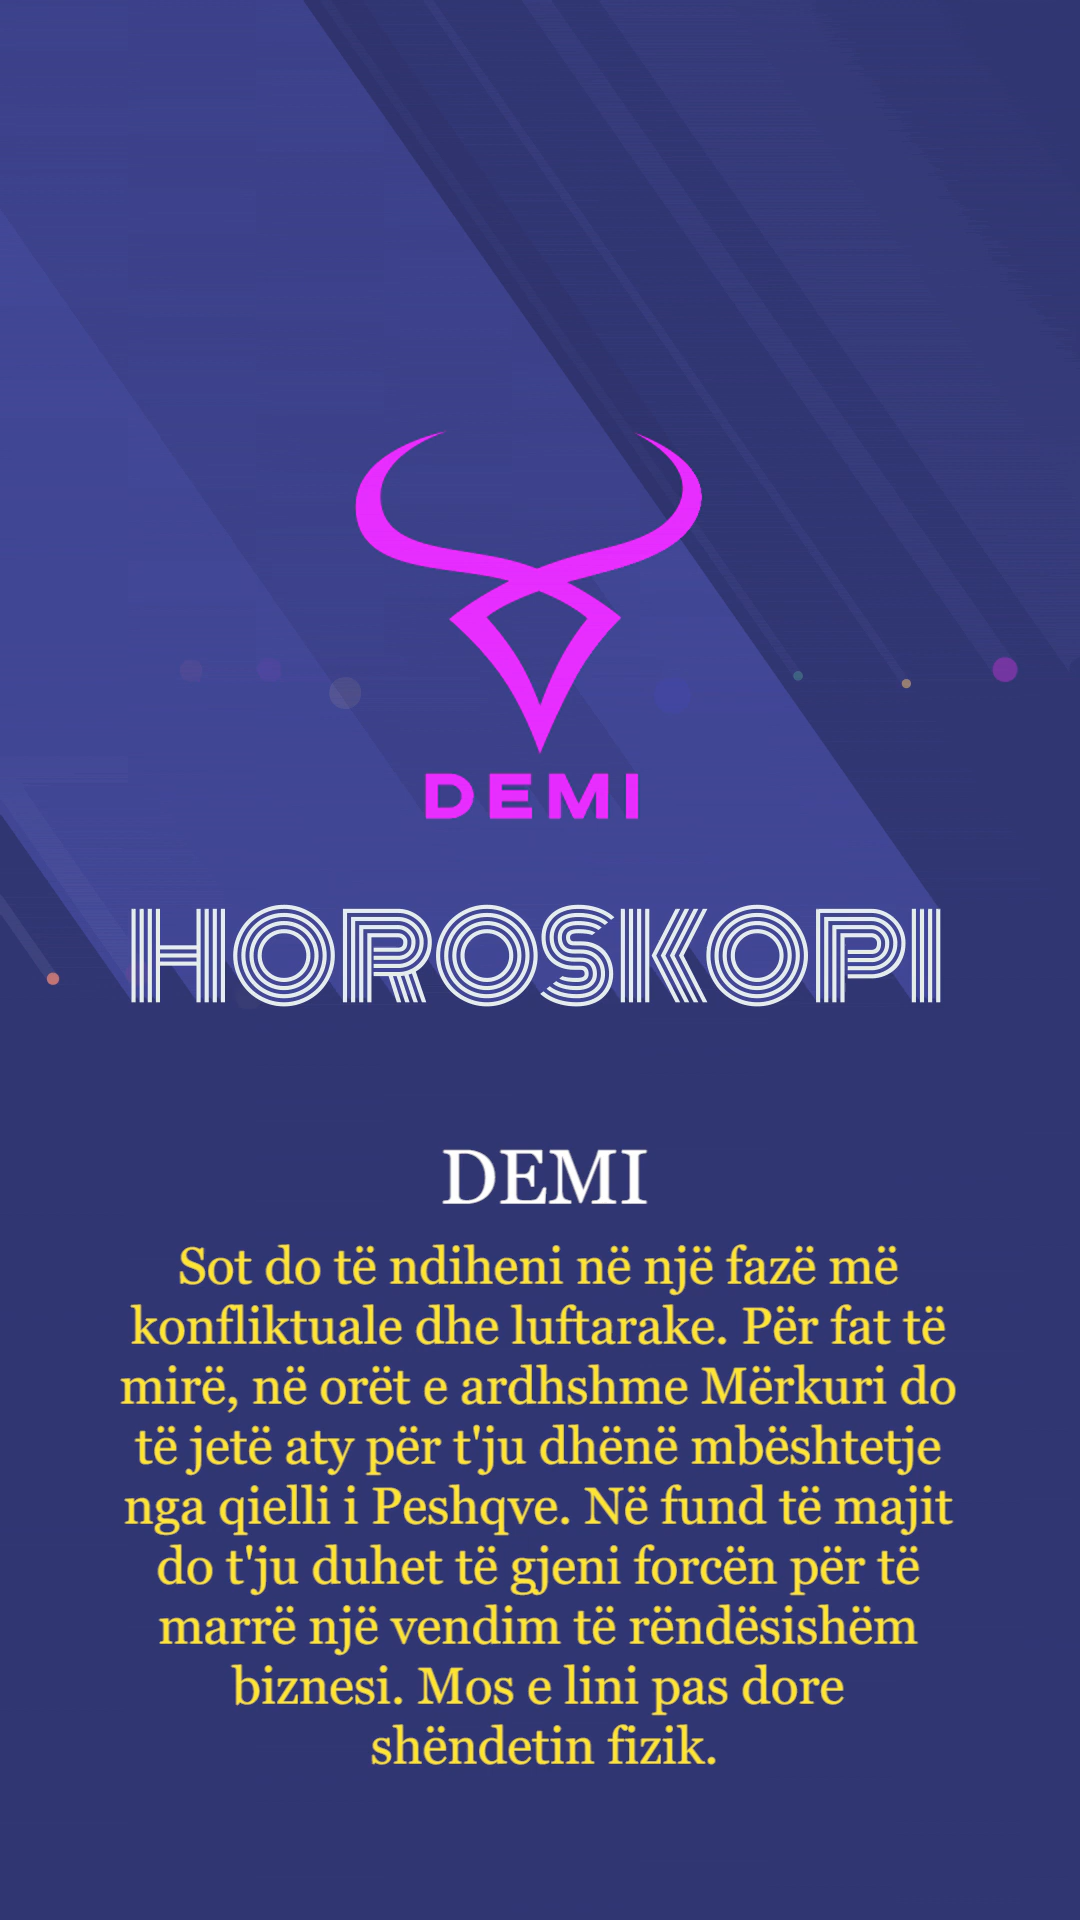 DEMI
HOROSKOPI
DEMI
Sot do të ndiheni në një fazë më
konfliktuale dhe luftarake. Për fat të
mirë, në orët e ardhshme Mërkuri do
të jetë aty për t'ju dhënë mbështetje
nga qielli i Peshqve. Në fund të majit
do t'ju duhet të gjeni forcën për të
marrë një vendim të rëndësishëm
biznesi. Mos e lini pas dore
shëndetin fizik.